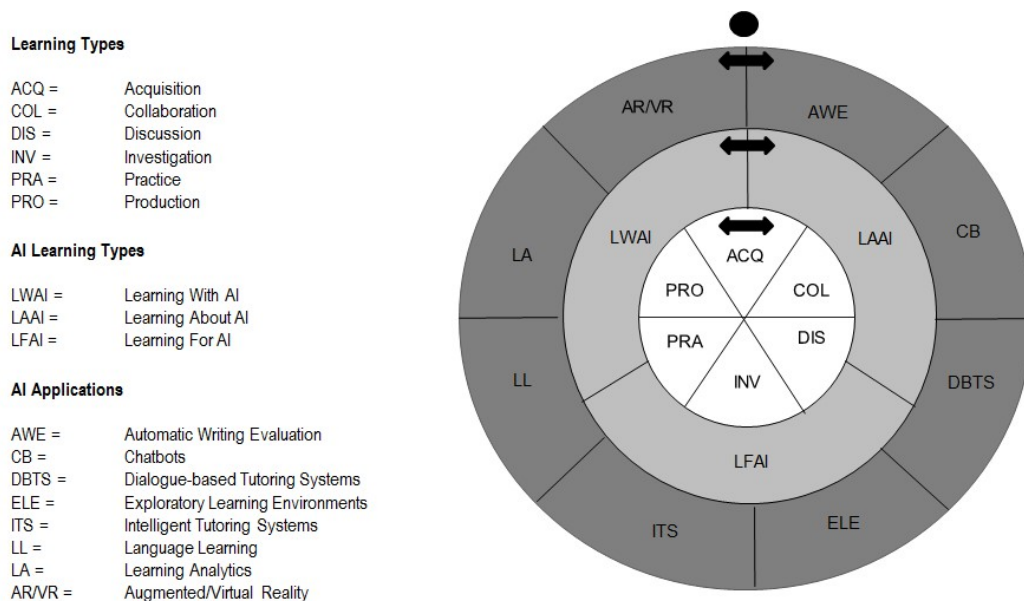 Learning Types
ACQ = Acquisition
COL = Collaboration
DIS = Discussion
INV = Investigation
PRA = Practice
PRO = Production
AI Learning Types
LWAI = Learning With AI
LAAI = Learning About AI
LFAI = Learning For AI
AI Applications
AWE = Automatic Writing Evaluation
CB = Chatbots
DBTS = Dialogue-based Tutoring Systems
ELE = Exploratory Learning Environments
ITS = Intelligent Tutoring Systems
LL = Language Learning
LA = Learning Analytics
AR/VR = Augmented/Virtual Reality
AR/VR
AWE
CB
DBTS
ELE
ITS
LL
LA
LWAI
LAAI
LFAI
ACQ
COL
DIS
INV
PRA
PRO